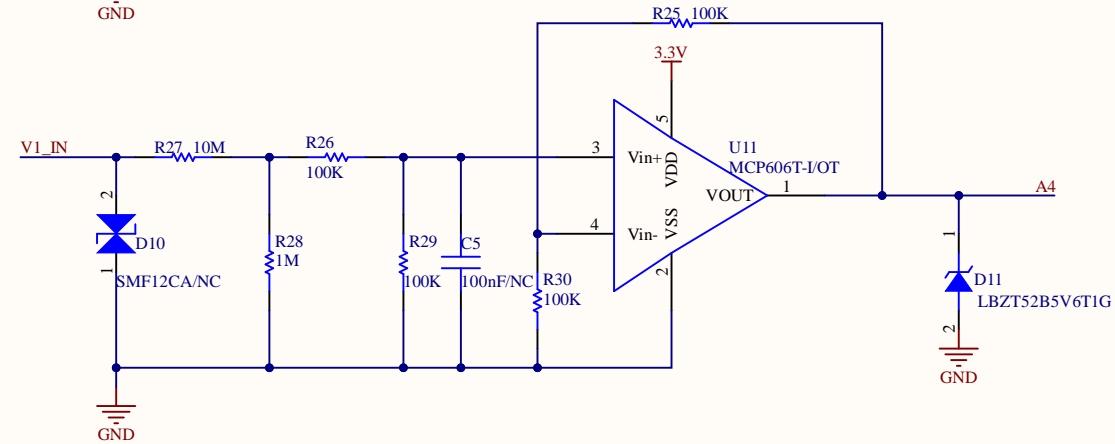 GND
R25 100K
3.3V
5
V1_IN
R27 10M
R26
100K
3
Vin+
VDD
U11
MCP606T-I/OT
VOUT
1
A4
2
D10
1
SMF12CA/NC
R28
1M
R29
100K
C5
100nF/NC
4
Vin-
VSS
2
R30
100K
1
D11
LBZT52B5V6T1G
2
GND
GND